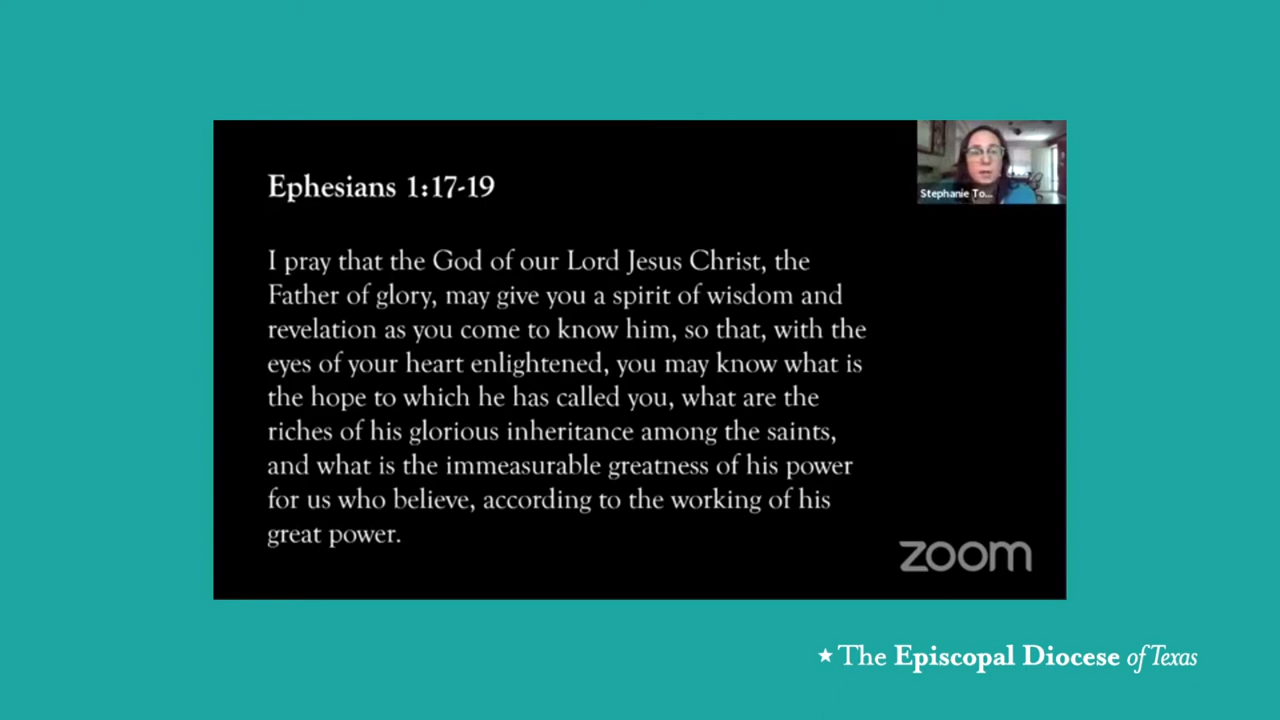 Ephesians 1:17-19
Stephanie To...
I pray that the God of our Lord Jesus Christ, the
Father of glory, may give you a spirit of wisdom and
revelation as you come to know him, so that, with the
eyes of your heart enlightened, you may know what is
the hope to which he has called you, what are the
riches of his glorious inheritance among the saints,
and what is the immeasurable greatness of his power
for us who believe, according to the working of his
great power.
zoom
The Episcopal Diocese of Texas